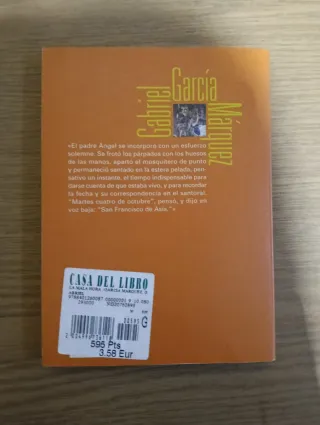 Gabriel
García
Márquez
«El padre Ángel se incorporó con un esfuerzo
solemne. Se frotó los párpados con los huesos
de las manos, apartó el mosquitero de punto
y permaneció sentado en la estera pelada, pen-
sativo un instante, el tiempo indispensable para
darse cuenta de que estaba vivo, y para recordar
la fecha y su correspondencia en el santoral.
"Martes cuatro de octubre", pensó, y dijo en
voz baja: "San Francisco de Asís."»
CASA DEL LIBRO
LA MALA HORA
595 Pts
3.58 Eur